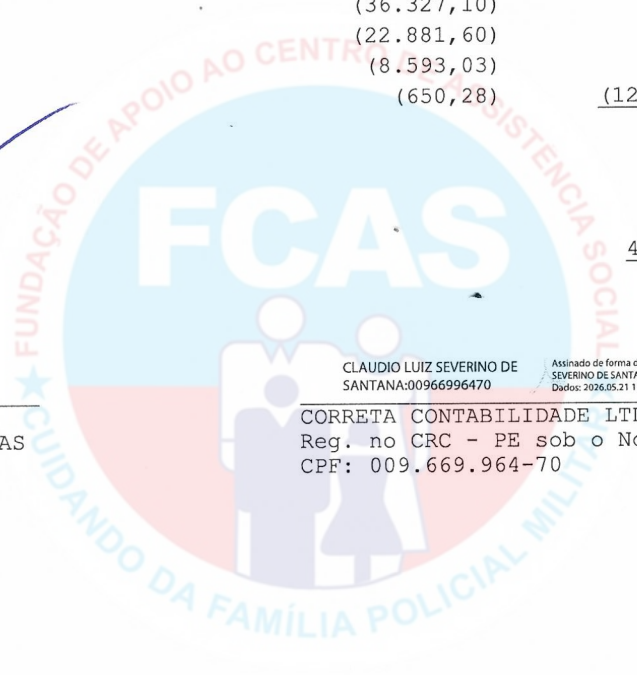 (36.327,10)
(22.881,60)
(8.593,03)
(650,28) (12
4
FUNDAÇÃO DE APOIO AO CENTRO DE ASSISTÊNCIA SOCIAL
FCAS
CLAUDIO LUIZ SEVERINO DE
SANTANA:00966996470
Assinado de forma d
SEVERINO DE SANTA
Dados: 2026.05.21 1
CORRETA CONTABILIDADE LTD
AS
Reg. no CRC - PE sob o No
CPF: 009.669.964-70
CUIDANDO DA FAMÍLIA POLICIAL MILITAR